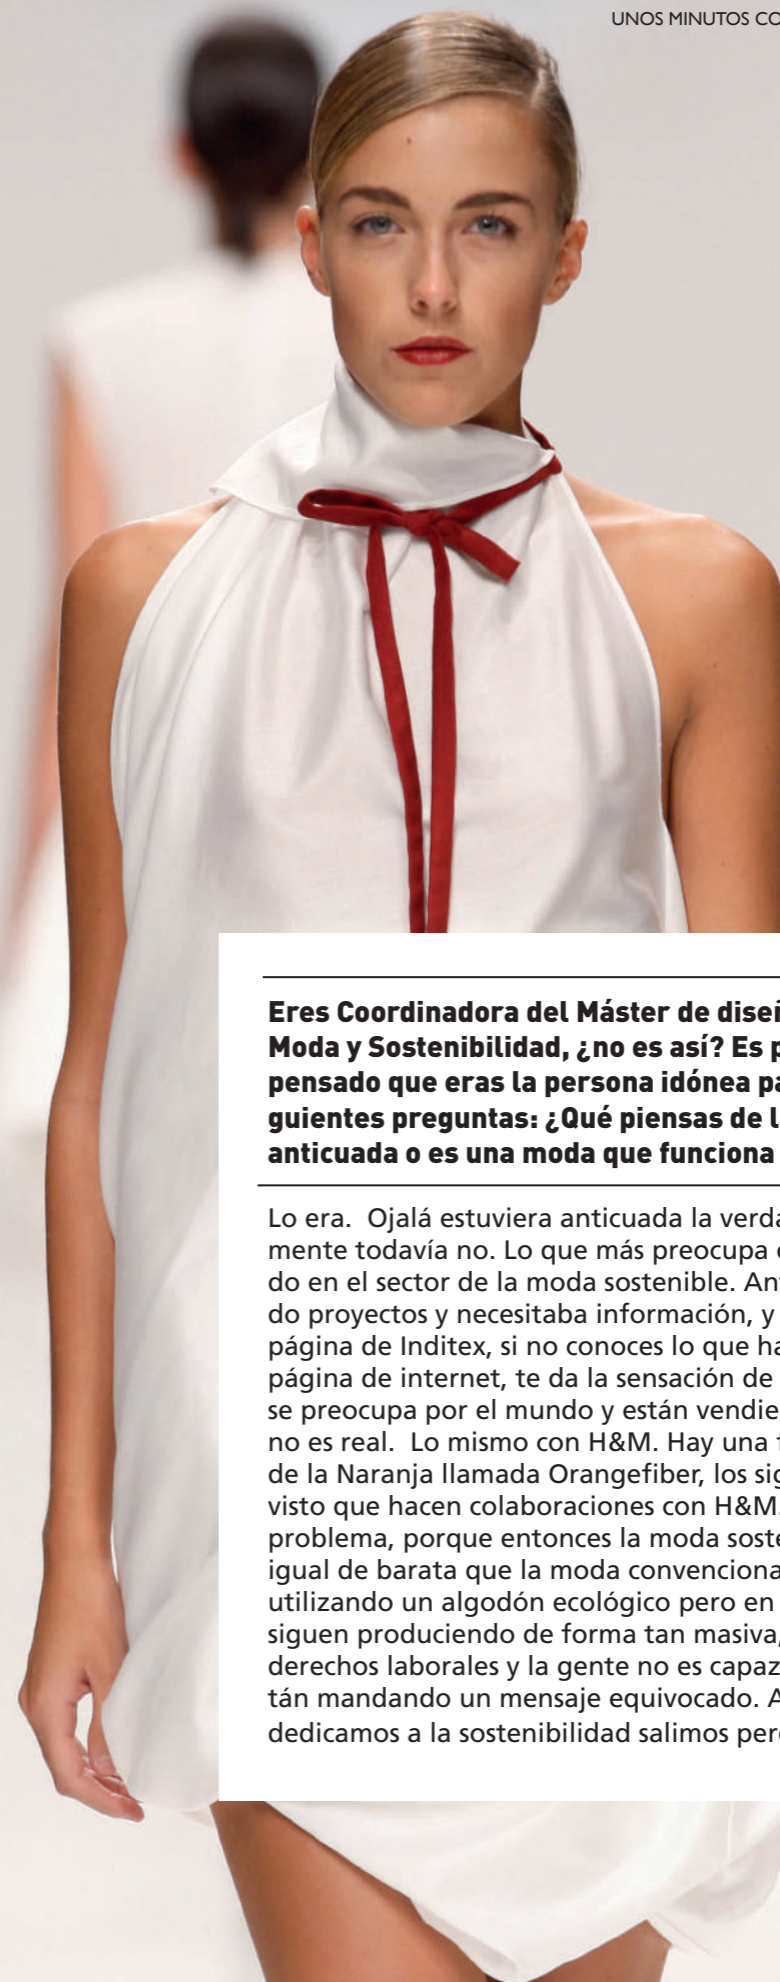 UNOS MINUTOS CO
Eres Coordinadora del Máster de diseñ
Moda y Sostenibilidad, ¿no es así? Es p
pensado que eras la persona idónea pa
guientes preguntas: ¿Qué piensas de l
anticuada o es una moda que funciona
Lo era. Ojalá estuviera anticuada la verda
mente todavía no. Lo que más preocupa e
do en el sector de la moda sostenible. An
do proyectos y necesitaba información, y
página de Inditex, si no conoces lo que ha
página de internet, te da la sensación de
se preocupa por el mundo y están vendie
no es real. Lo mismo con H&M. Hay una f
de la Naranja llamada Orangefiber, los sig
visto que hacen colaboraciones con H&M.
problema, porque entonces la moda soste
igual de barata que la moda convenciona
utilizando un algodón ecológico pero en
siguen produciendo de forma tan masiva,
derechos laborales y la gente no es capaz
tán mandando un mensaje equivocado. A
dedicamos a la sostenibilidad salimos per